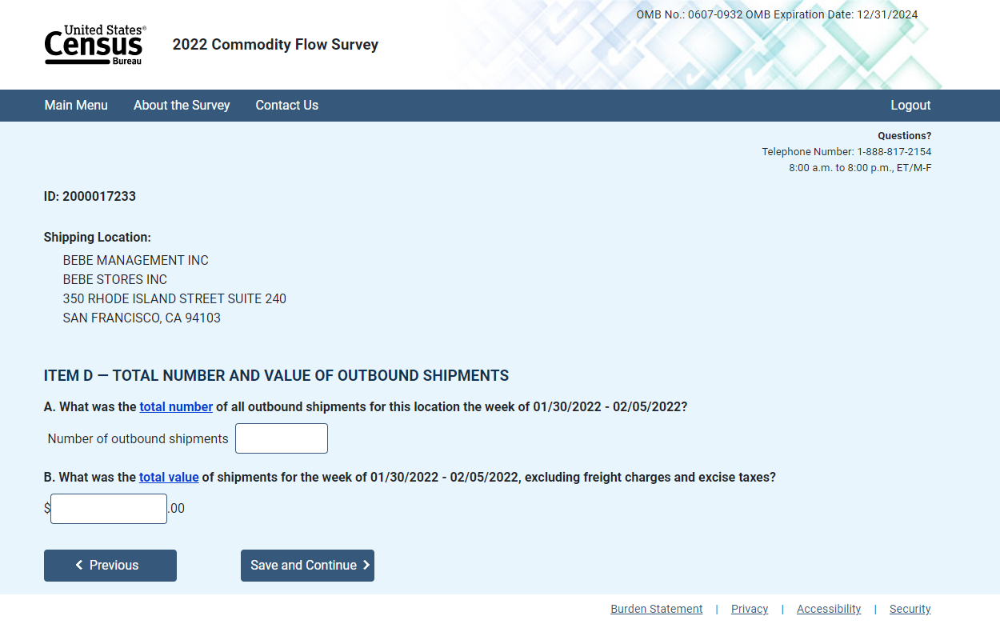 OMB No.: 0607-0932 OMB Expiration Date: 12/31/2024
United States®
Census
Bureau
2022 Commodity Flow Survey
Main Menu About the Survey Contact Us Logout
Questions?
Telephone Number: 1-888-817-2154
8:00 a.m. to 8:00 p.m., ET/M-F
ID: 2000017233
Shipping Location:
BEBE MANAGEMENT INC
BEBE STORES INC
350 RHODE ISLAND STREET SUITE 240
SAN FRANCISCO, CA 94103
ITEM D — TOTAL NUMBER AND VALUE OF OUTBOUND SHIPMENTS
A. What was the total number of all outbound shipments for this location the week of 01/30/2022 - 02/05/2022?
Number of outbound shipments
B. What was the total value of shipments for the week of 01/30/2022 - 02/05/2022, excluding freight charges and excise taxes?
$ .00
Previous Save and Continue
Burden Statement | Privacy | Accessibility | Security